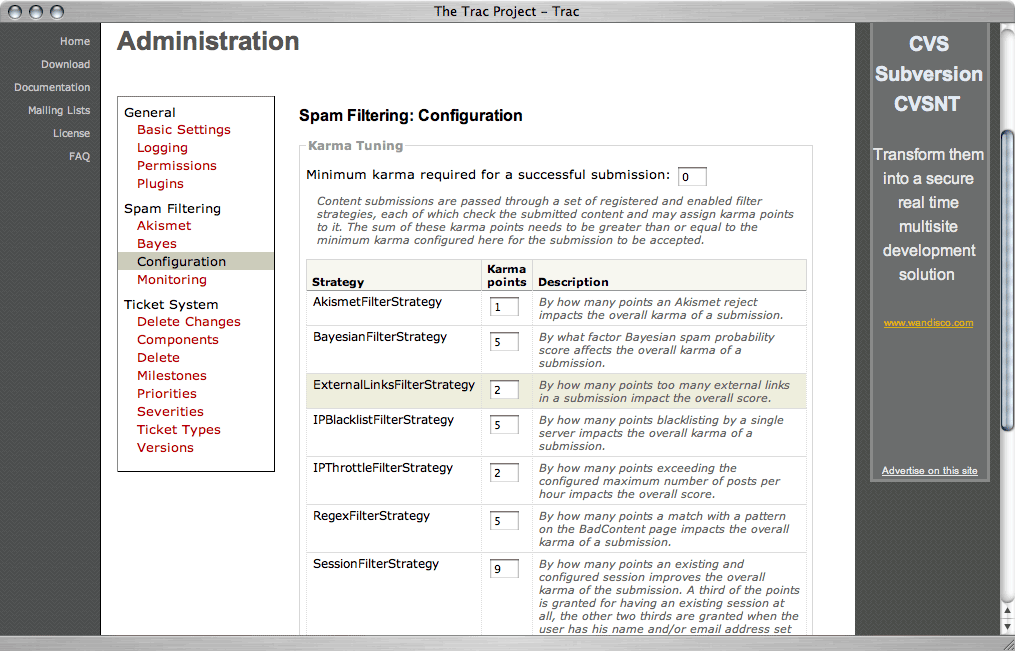 The Trac Project – Trac
Home
Download
Documentation
Mailing Lists
License
FAQ
Administration
General
Basic Settings
Logging
Permissions
Plugins
Spam Filtering
Akismet
Bayes
Configuration
Monitoring
Ticket System
Delete Changes
Components
Delete
Milestones
Priorities
Severities
Ticket Types
Versions
Spam Filtering: Configuration
Karma Tuning
Minimum karma required for a successful submission: 0
Content submissions are passed through a set of registered and enabled filter
strategies, each of which check the submitted content and may assign karma points
to it. The sum of these karma points needs to be greater than or equal to the
minimum karma configured here for the submission to be accepted.
Strategy
Karma
points
Description
AkismetFilterStrategy
1
By how many points an Akismet reject
impacts the overall karma of a submission.
BayesianFilterStrategy
5
By what factor Bayesian spam probability
score affects the overall karma of a
submission.
ExternalLinksFilterStrategy
2
By how many points too many external links
in a submission impact the overall score.
IPBlacklistFilterStrategy
5
By how many points blacklisting by a single
server impacts the overall karma of a
submission.
IPThrottleFilterStrategy
2
By how many points exceeding the
configured maximum number of posts per
hour impacts the overall score.
RegexFilterStrategy
5
By how many points a match with a pattern
on the BadContent page impacts the overall
karma of a submission.
SessionFilterStrategy
9
By how many points an existing and
configured session improves the overall
karma of the submission. A third of the points
is granted for having an existing session at
all, the other two thirds are granted when the
user has his name and/or email address set
CVS
Subversion
CVSNT
Transform them
into a secure
real time
multisite
development
solution
www.wandisco.com
Advertise on this site